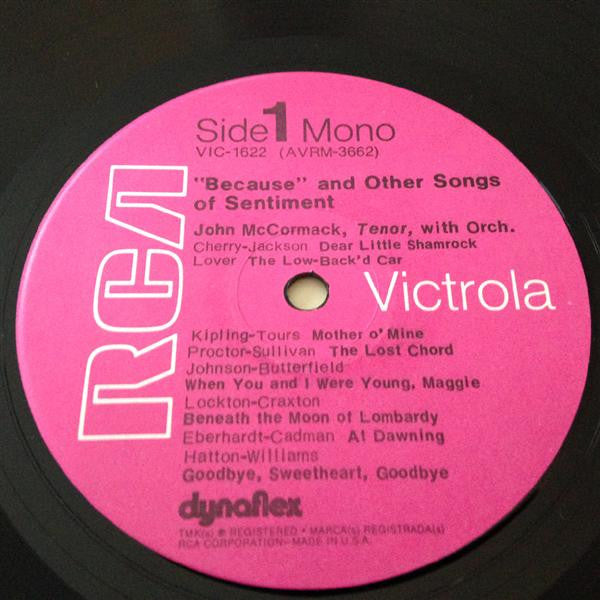 Side 1 Mono
VIC-1622 (AVRM-3662)
"Because" and Other Songs
of Sentiment
John McCormack, Tenor, with Orch.
Cherry-Jackson Dear Little Shamrock
Lover The Low-Back'd Car
RCA
Victrola
Kipling-Tours Mother o' Mine
Proctor-Sullivan The Lost Chord
Johnson-Butterfield
When You and I Were Young, Maggie
Lockton-Craxton
Beneath the Moon of Lombardy
Eberhardt-Cadman At Dawning
Hatton-Williams
Goodbye, Sweetheart, Goodbye
dynaflex
TMK(s) ® REGISTERED • MARCA(s) REGISTRADA(s)
RCA CORPORATION-MADE IN U.S.A.